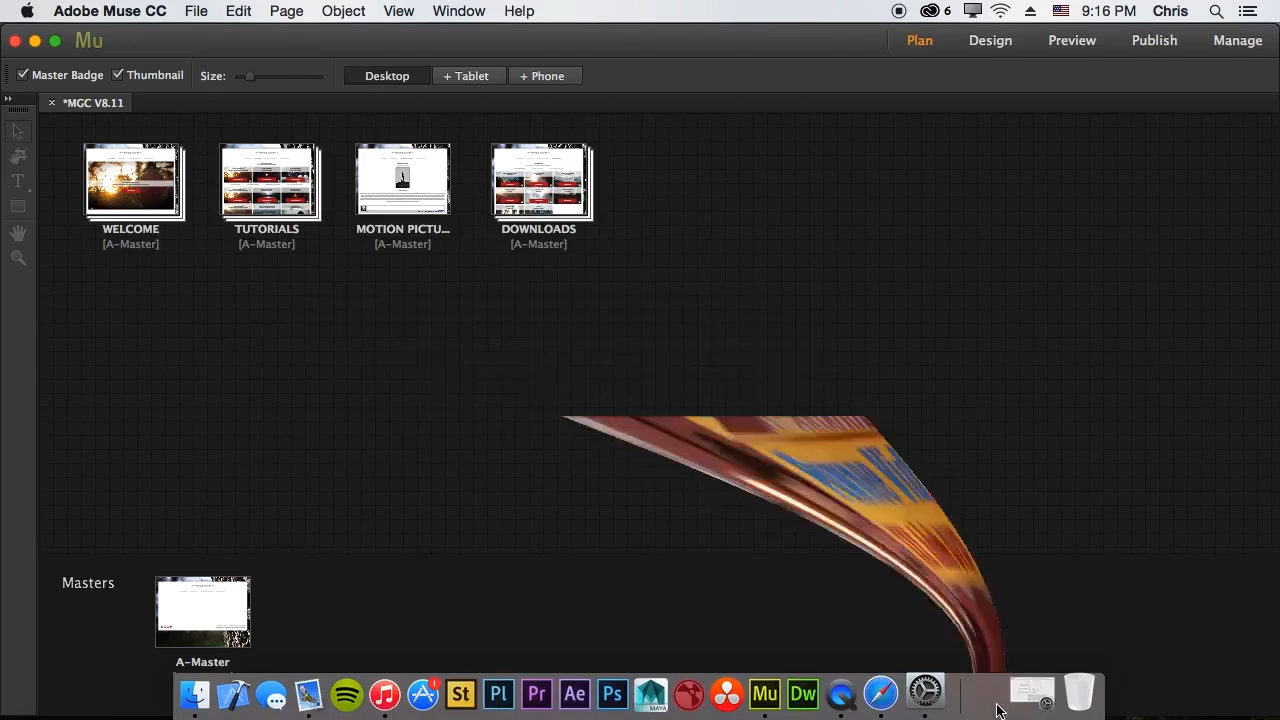 Adobe Muse CC File Edit Page Object View Window Help 6 9:16 PM Chris
Mu Plan Design Preview Publish Manage
Master Badge Thumbnail Size: Desktop + Tablet + Phone
× *MGC V8.11
T
WELCOME TUTORIALS MOTION PICTU... DOWNLOADS
[A-Master] [A-Master] [A-Master] [A-Master]
Masters
A-Master
1
St Pl Pr Ae Ps MAYA Mu Dw